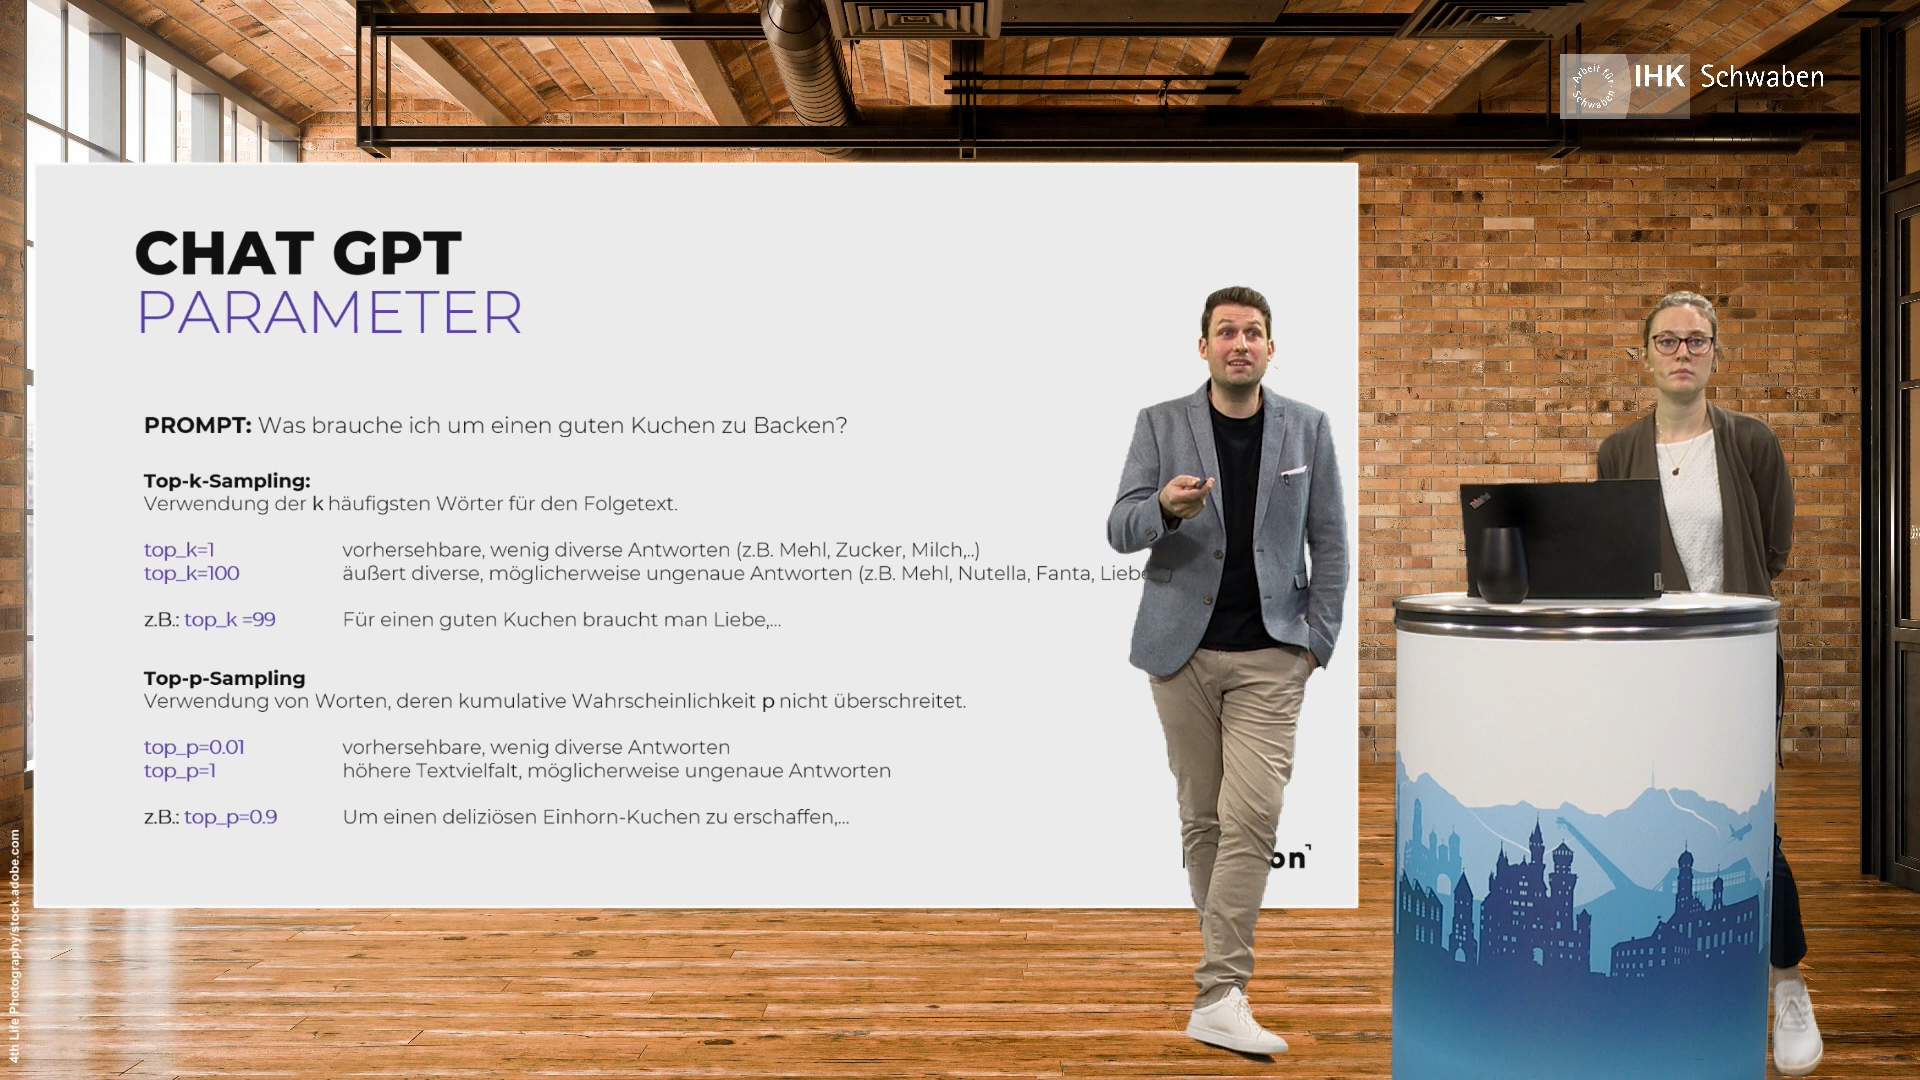 Arbeit für
Schwaben
IHK Schwaben
CHAT GPT
PARAMETER
PROMPT: Was brauche ich um einen guten Kuchen zu Backen?
Top-k-Sampling:
Verwendung der k häufigsten Wörter für den Folgetext.
top_k=1 vorhersehbare, wenig diverse Antworten (z.B. Mehl, Zucker, Milch,..)
top_k=100 äußert diverse, möglicherweise ungenaue Antworten (z.B. Mehl, Nutella, Fanta, Liebe
z.B.: top_k =99 Für einen guten Kuchen braucht man Liebe,...
Top-p-Sampling
Verwendung von Worten, deren kumulative Wahrscheinlichkeit p nicht überschreitet.
top_p=0.01 vorhersehbare, wenig diverse Antworten
top_p=1 höhere Textvielfalt, möglicherweise ungenaue Antworten
z.B.: top_p=0.9 Um einen deliziösen Einhorn-Kuchen zu erschaffen,...
4th Life Photography/stock.adobe.com